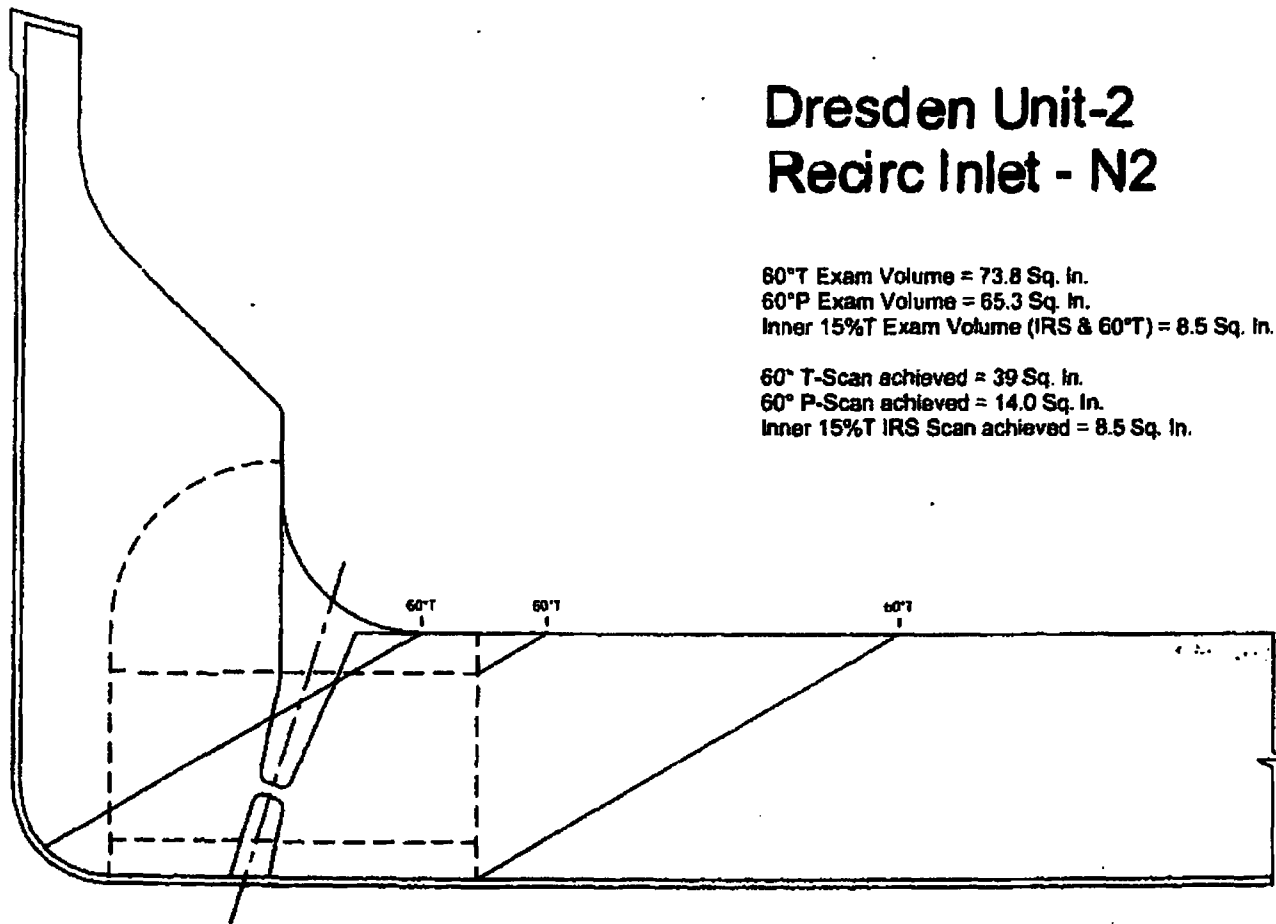 Dresden Unit-2
Recirc Inlet - N2
60°T Exam Volume = 73.8 Sq. In.
60°P Exam Volume = 65.3 Sq. In.
Inner 15%T Exam Volume (IRS & 60°T) = 8.5 Sq. In.
60° T-Scan achieved = 39 Sq. In.
60° P-Scan achieved = 14.0 Sq. In.
Inner 15%T IRS Scan achieved = 8.5 Sq. In.
60°T 60°T 60°T